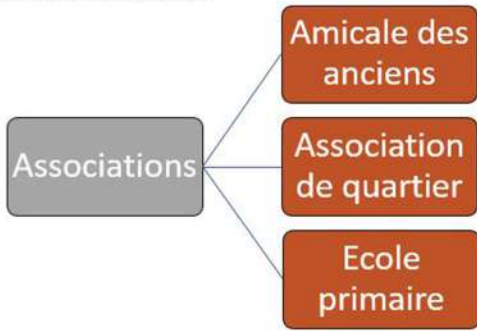 Associations
Amicale des
anciens
Association
de quartier
Ecole
primaire